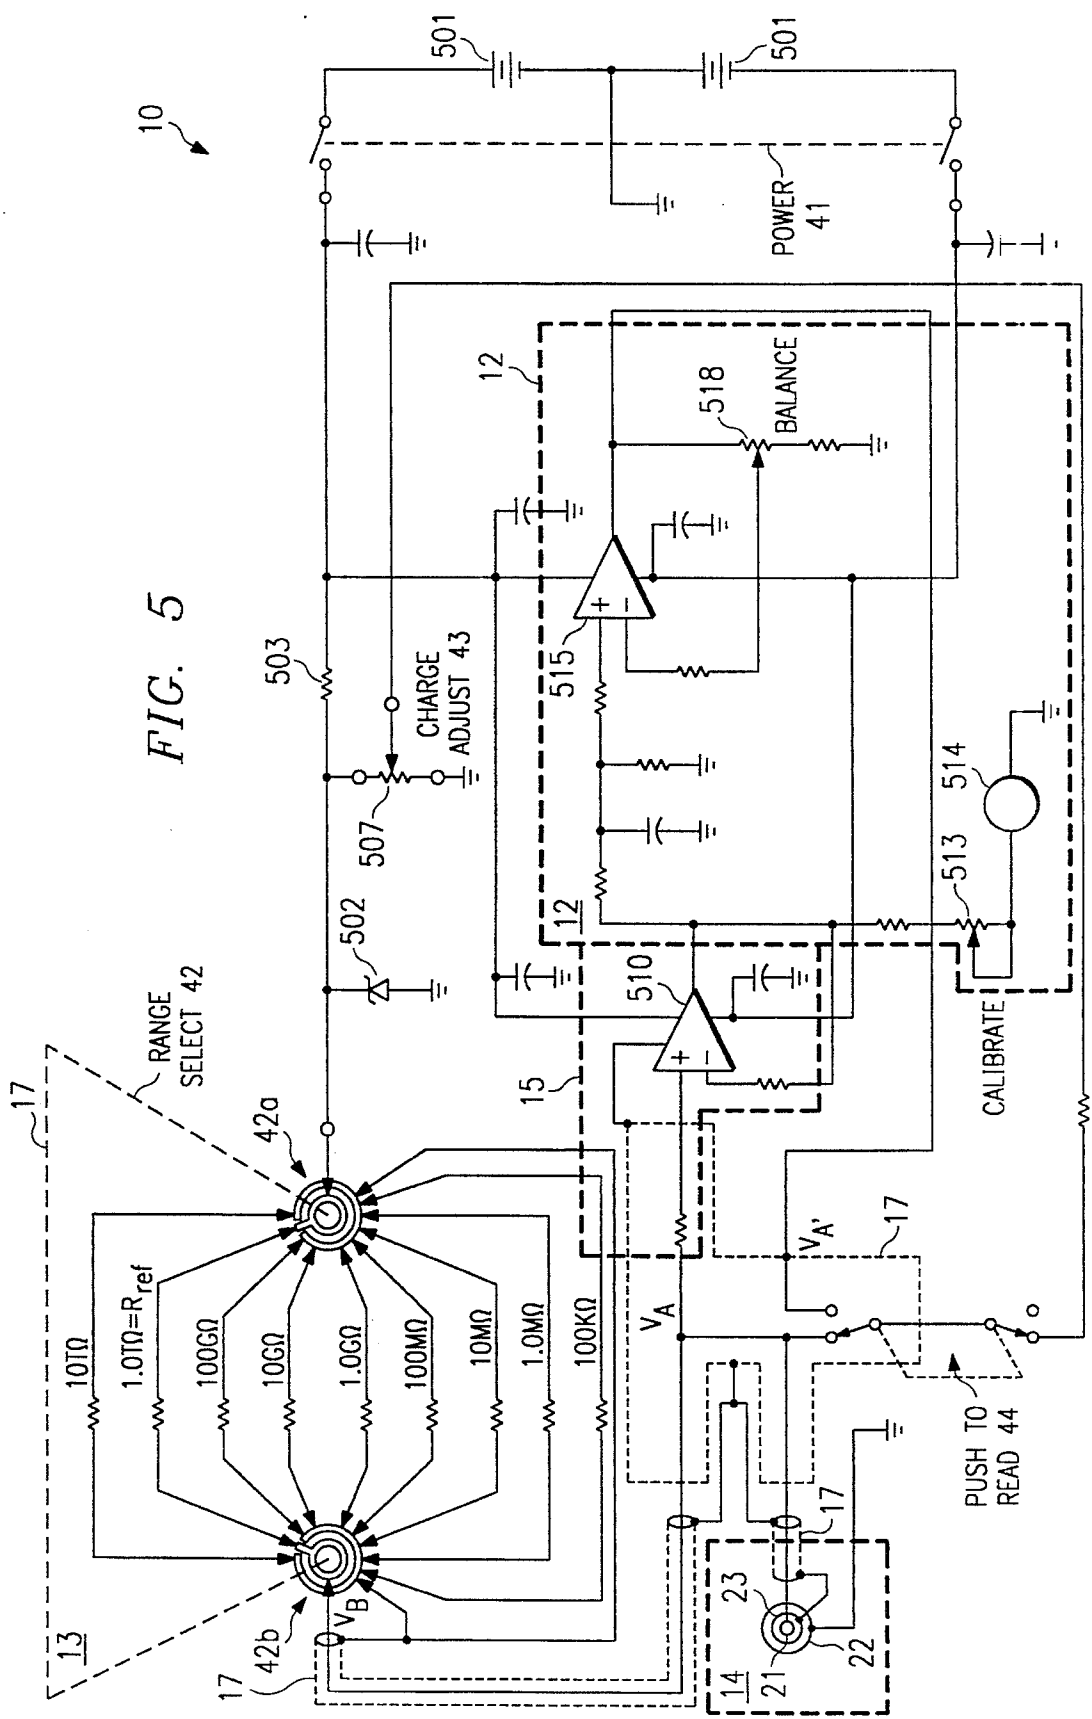 FIG. 5
10
17
13
RANGE
SELECT 42
42a
42b
10TΩ
1.0TΩ=Rref
100GΩ
10GΩ
1.0GΩ
100MΩ
10MΩ
1.0MΩ
100KΩ
VB
17
502
503
507
CHARGE
ADJUST 43
501
501
POWER
41
12
12
15
510
515
518
BALANCE
513
514
CALIBRATE
VA
VA'
17
PUSH TO
READ 44
17
14
21
22
23
+
−
+
−